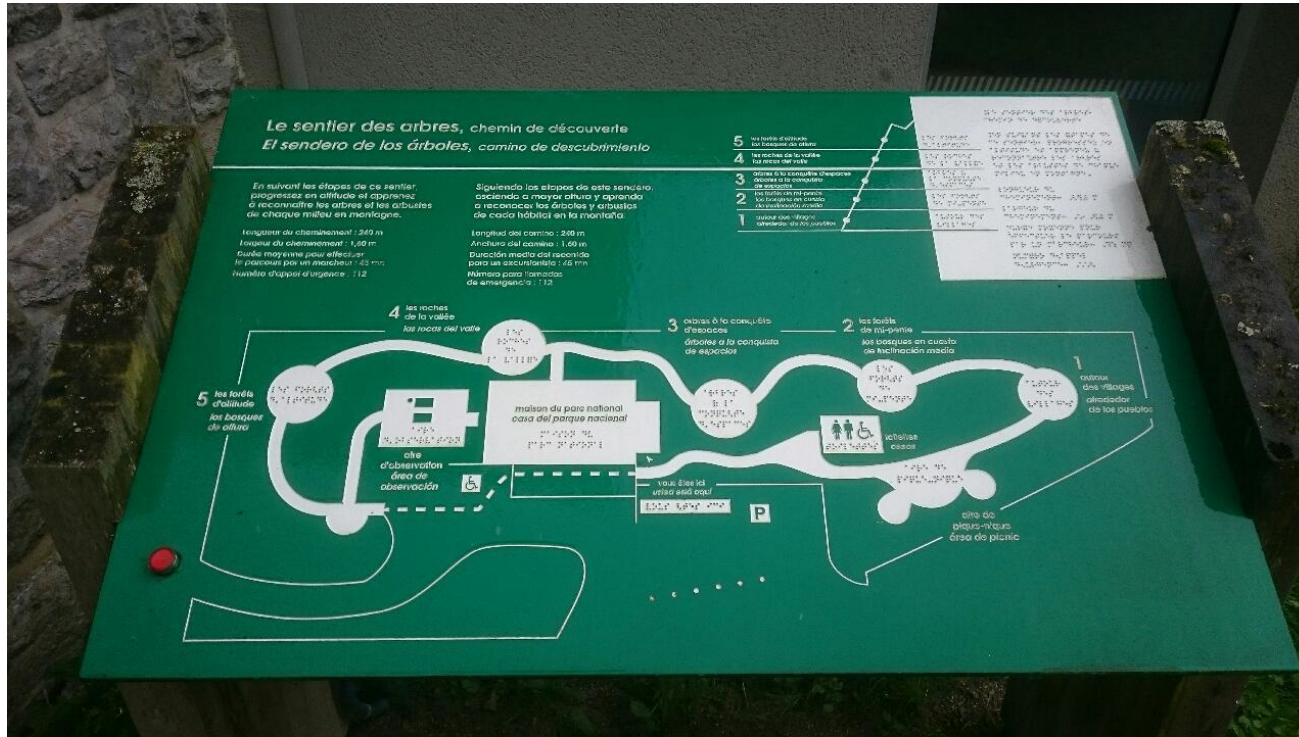 Le sentier des arbres, chemin de découverte
El sendero de los árboles, camino de descubrimiento
En suivant les étapes de ce sentier,
progressez en altitude et apprenez
à reconnaître les arbres et les arbustes
de chaque milieu en montagne.
Longueur du cheminement : 240 m
Largeur du cheminement : 1,60 m
Durée moyenne pour effectuer
le parcours par un marcheur : 45 mn
Numéro d'appel d'urgence : 112
Siguiendo las etapas de este sendero,
ascienda a mayor altura y aprenda
a reconocer los árboles y arbustos
de cada hábitat en la montaña.
Longitud del camino : 240 m
Anchura del camino : 1,60 m
Duración media del recorrido
para un excursionista : 45 mn
Número para llamadas
de emergencia : 112
5 les forêts d'altitude
los bosques de altura
4 les roches de la vallée
las rocas del valle
3 arbres à la conquête d'espaces
árboles a la conquista
de espacios
2 les forêts de mi-pente
los bosques en cuesta
de inclinación media
1 autour des villages
alrededor de los pueblos
4 les roches
de la vallée
las rocas del valle
3 arbres à la conquête
d'espaces
árboles a la conquista
de espacios
2 les forêts
de mi-pente
los bosques en cuesta
de inclinación media
1
autour
des villages
alrededor
de los pueblos
5 les forêts
d'altitude
los bosques
de altura
maison du parc national
casa del parque nacional
aire
d'observation
área de
observación
vous êtes ici
usted está aquí
P
aire de
pique-nique
área de picnic